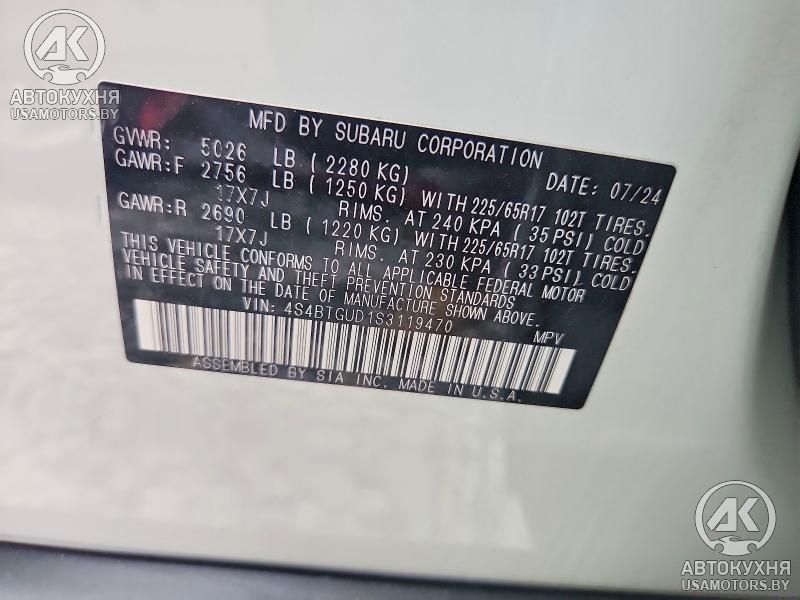 AK
АВТОКУХНЯ
USAMOTORS.BY
MFD BY SUBARU CORPORATION
GVWR: 5026 LB ( 2280 KG) DATE: 07/24
GAWR:F 2756 LB ( 1250 KG) WITH 225/65R17 102T TIRES.
17X7J RIMS. AT 240 KPA ( 35 PSI) COLD
GAWR:R 2690 LB ( 1220 KG) WITH 225/65R17 102T TIRES.
17X7J RIMS. AT 230 KPA ( 33 PSI) COLD
THIS VEHICLE CONFORMS TO ALL APPLICABLE FEDERAL MOTOR
VEHICLE SAFETY AND THEFT PREVENTION STANDARDS
IN EFFECT ON THE DATE OF MANUFACTURE SHOWN ABOVE.
VIN: 4S4BTGUD1S3119470 MPV
ASSEMBLED BY SIA INC. MADE IN U.S.A.
AK
АВТОКУХНЯ
USAMOTORS.BY